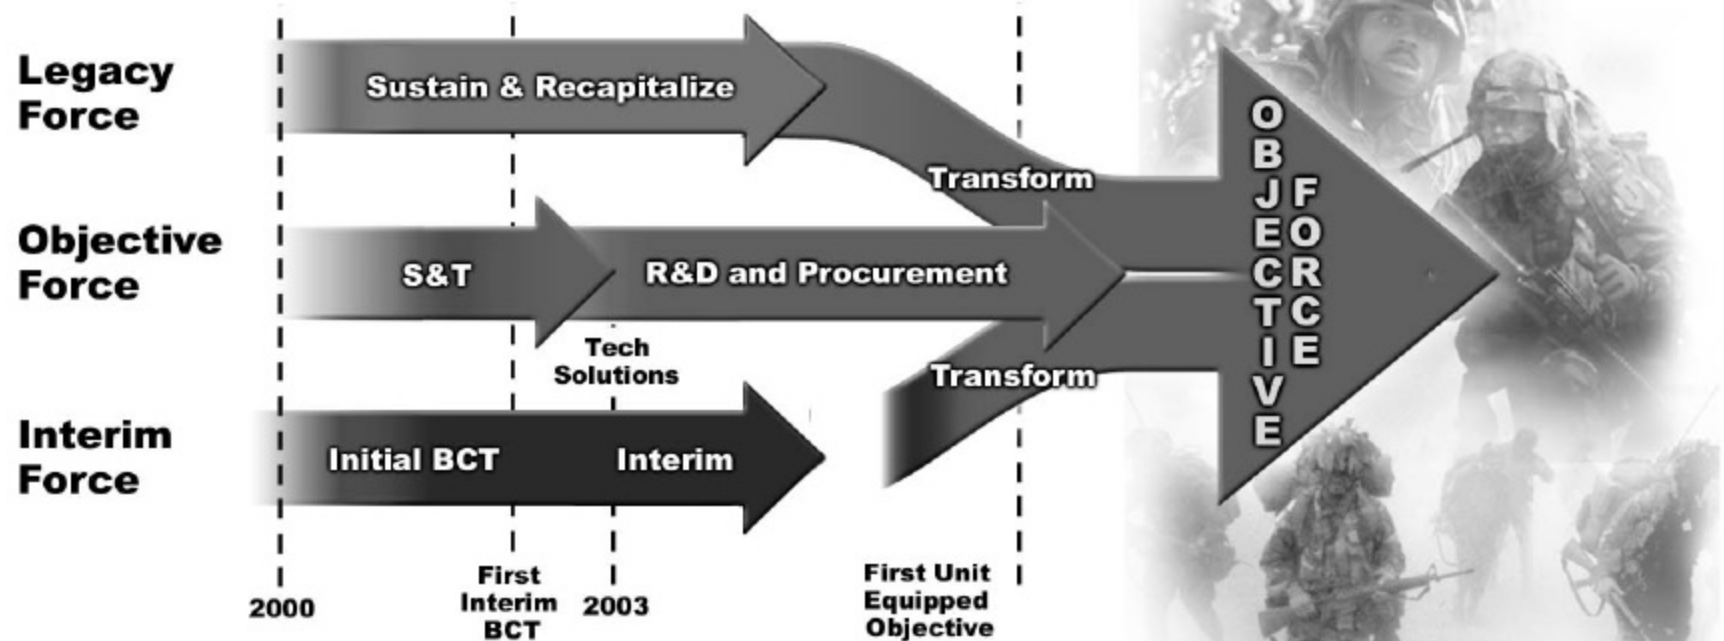 Legacy
Force
Sustain & Recapitalize
Transform
Objective
Force
S&T
R&D and Procurement
Tech
Solutions
Transform
Interim
Force
Initial BCT
Interim
OBJECTIVE
FORCE
2000
First
Interim
BCT
2003
First Unit
Equipped
Objective